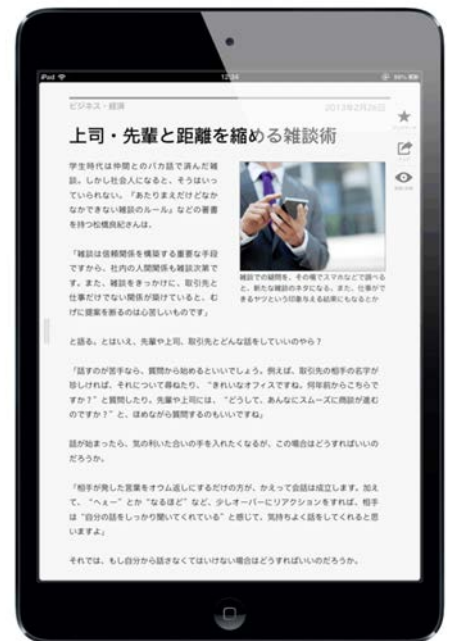 iPad
12:34
ビジネス・経済
2013年2月26日
上司・先輩と距離を縮める雑談術
学生時代は仲間とのバカ話で済んだ雑
談。しかし社会人になると、そうはいっ
ていられない。『あたりまえだけどなか
なかできない雑談のルール』などの著書
を持つ松橋良紀さんは、
「雑談は信頼関係を構築する重要な手段
ですから、社内の人間関係も雑談次第で
す。また、雑談をきっかけに、取引先と
仕事だけでない関係が築けていると、む
げに提案を断るのは心苦しいものです」
雑談での疑問を、その場でスマホなどで調べる
と、新たな雑談のネタになる。また、仕事がで
きるヤツという印象与える結果にもなるとか
と語る。とはいえ、先輩や上司、取引先とどんな話をしていいのやら？
「話すのが苦手なら、質問から始めるといいでしょう。例えば、取引先の相手の名字が
珍しければ、それについて尋ねたり、“きれいなオフィスですね。何年前からこちらで
すか？”と質問したり。先輩や上司には、“どうして、あんなにスムーズに商談が進む
のですか？”と、ほめながら質問するのもいいですね」
話が始まったら、気の利いた合いの手を入れたくなるが、この場合はどうすればいいの
だろうか。
「相手が発した言葉をオウム返しにするだけの方が、かえって会話は成立します。加え
て、“へぇー”とか“なるほど”など、少しオーバーにリアクションをすれば、相手
は“自分の話をしっかり聞いてくれている”と感じて、気持ちよく話をしてくれると思
いますよ」
それでは、もし自分から話さなくてはいけない場合はどうすればいいのだろうか。